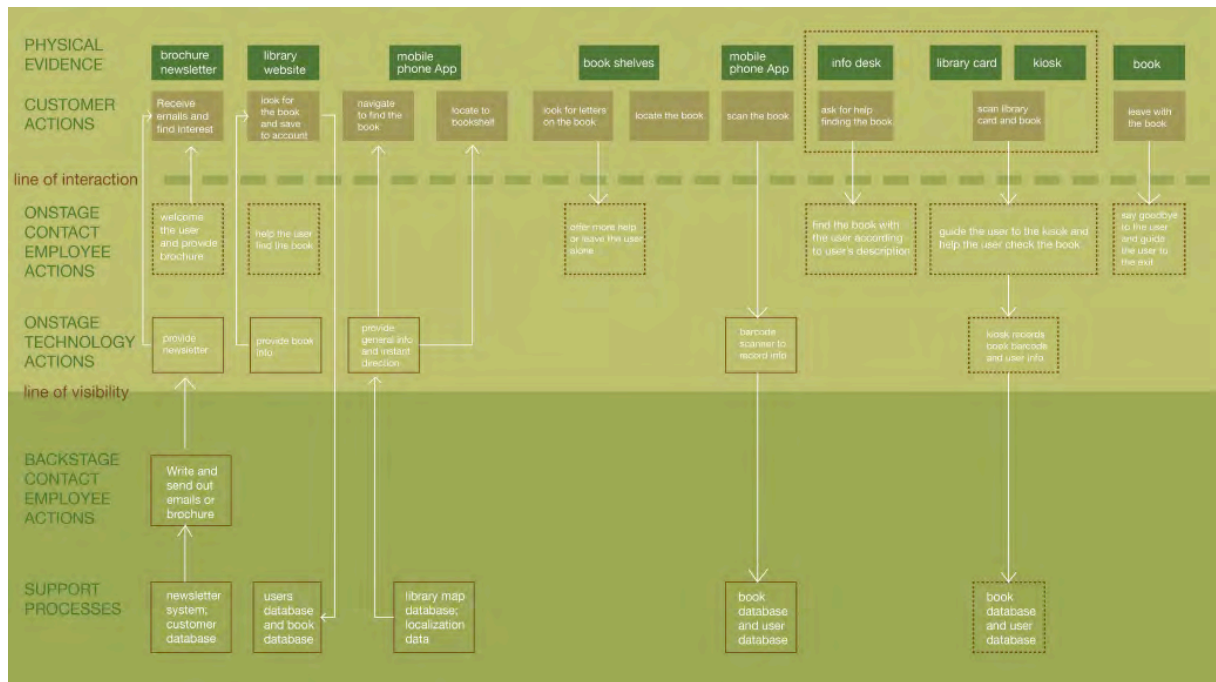 PHYSICAL
EVIDENCE
brochure
newsletter
library
website
mobile
phone App
book shelves
mobile
phone App
info desk
library card
kiosk
book
CUSTOMER
ACTIONS
Receive
emails and
find interest
look for
the book
and save
to account
navigate
to find the
book
locate to
bookshelf
look for letters
on the book
locate the book
scan the book
ask for help
finding the book
scan library
card and book
leave with
the book
line of interaction
ONSTAGE
CONTACT
EMPLOYEE
ACTIONS
welcome
the user
and provide
brochure
help the user
find the book
offer more help
or leave the user
alone
find the book with
the user according
to user's description
guide the user to the kisok and
help the user check the book
say goodbye
to the user
and guide
the user to
the exit
ONSTAGE
TECHNOLOGY
ACTIONS
provide
newsletter
provide book
info
provide
general info
and instant
direction
barcode
scanner to
record info
kiosk records
book barcode
and user info
line of visibility
BACKSTAGE
CONTACT
EMPLOYEE
ACTIONS
Write and
send out
emails or
brochure
SUPPORT
PROCESSES
newsletter
system;
customer
database
users
database
and book
database
library map
database;
localization
data
book
database
and user
database
book
database
and user
database